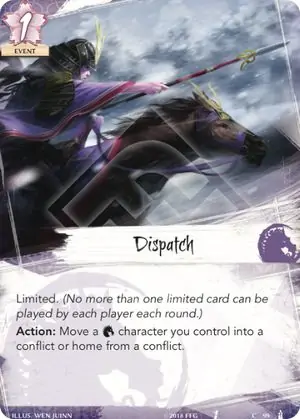 1
EVENT
Dispatch
Limited. (No more than one limited card can be
played by each player each round.)
Action: Move a character you control into a
conflict or home from a conflict.
ILLUS. WEN JUINN
©2018 FFG